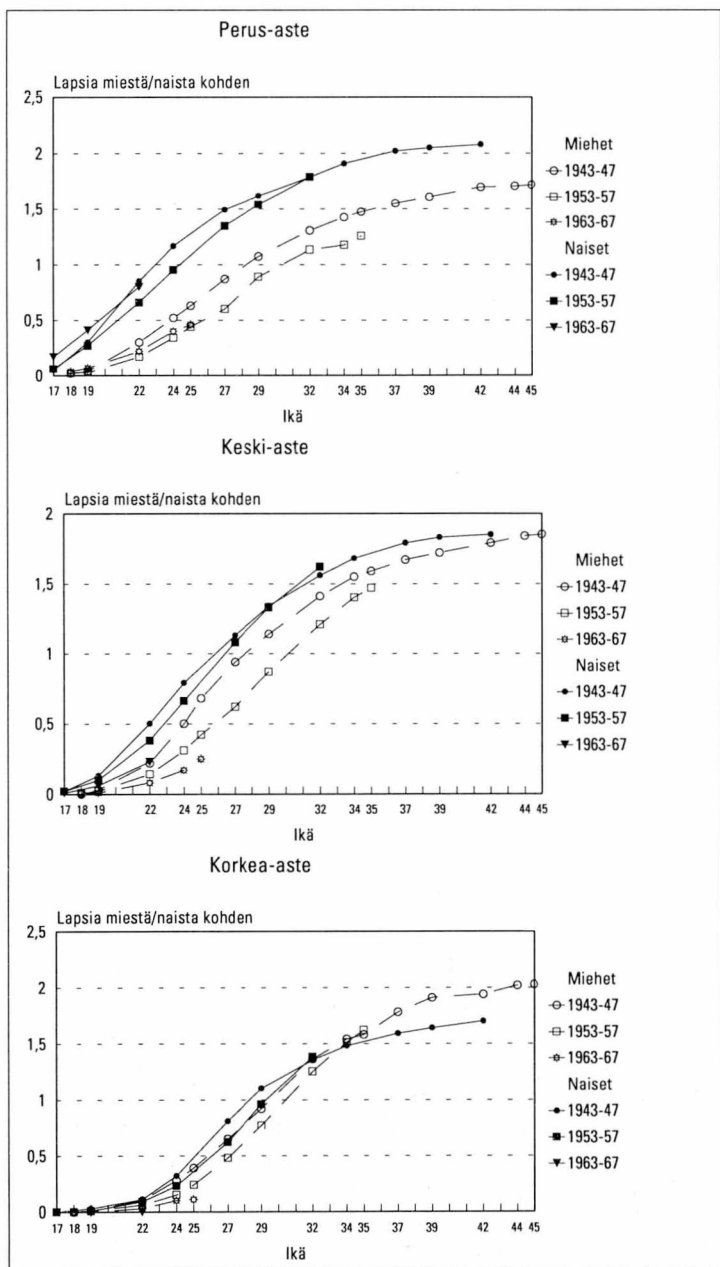 Perus-aste
Lapsia miestä/naista kohden
2,5
2
1,5
1
0,5
0
17 18 19 22 24 25 27 29 32 34 35 37 39 42 44 45
Ikä
Miehet
1943-47
1953-57
1963-67
Naiset
1943-47
1953-57
1963-67
Keski-aste
Lapsia miestä/naista kohden
2
1,5
1
0,5
0
17 18 19 22 24 25 27 29 32 34 35 37 39 42 44 45
Ikä
Miehet
1943-47
1953-57
1963-67
Naiset
1943-47
1953-57
1963-67
Korkea-aste
Lapsia miestä/naista kohden
2,5
2
1,5
1
0,5
0
17 18 19 22 24 25 27 29 32 34 35 37 39 42 44 45
Ikä
Miehet
1943-47
1953-57
1963-67
Naiset
1943-47
1953-57
1963-67